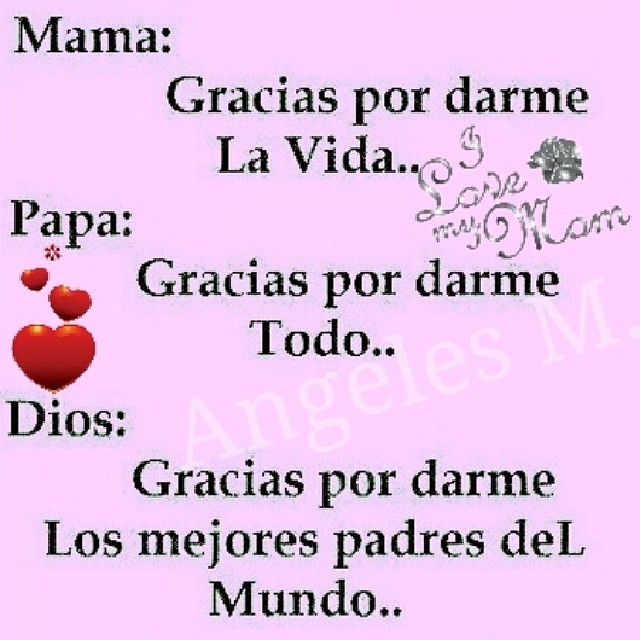 Mama:
Gracias por darme
La Vida..
I
Love
my Mam
Papa:
Gracias por darme
Todo..
Angeles M.
Dios:
Gracias por darme
Los mejores padres deL
Mundo..